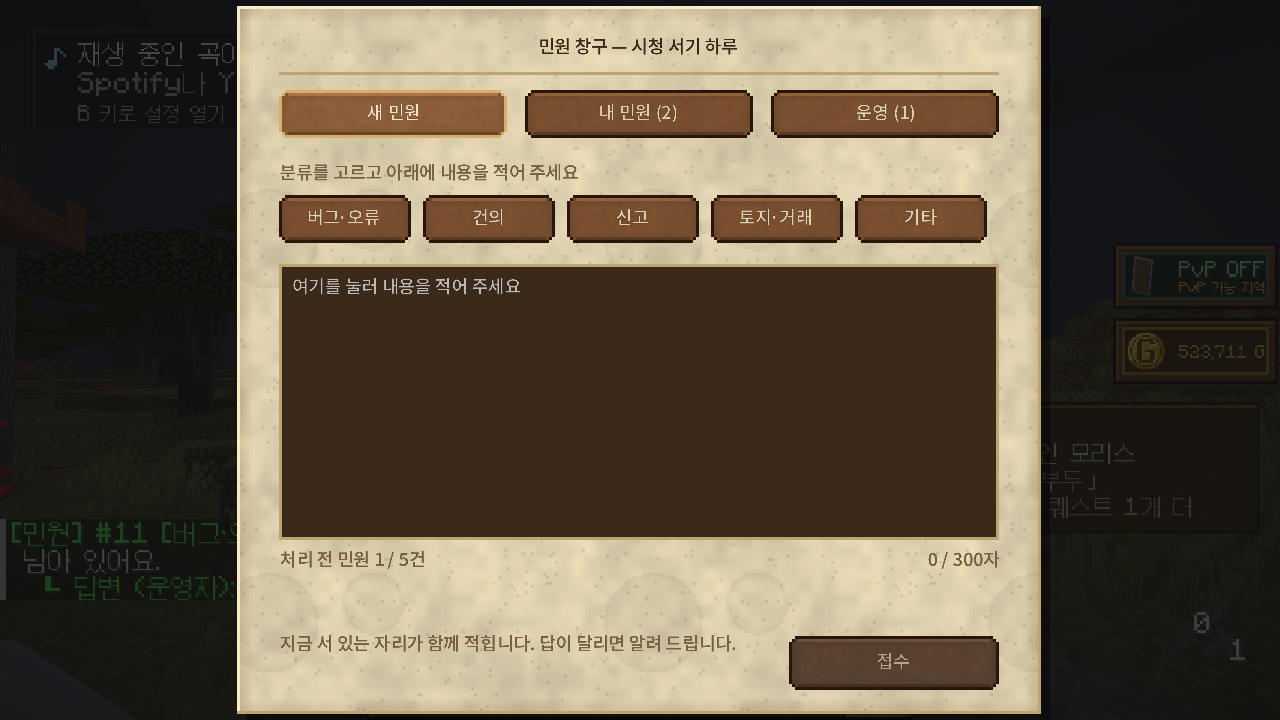 민원 창구 — 시청 서기 하루
새 민원
내 민원 (2)
운영 (1)
분류를 고르고 아래에 내용을 적어 주세요
버그·오류
건의
신고
토지·거래
기타
여기를 눌러 내용을 적어 주세요
처리 전 민원 1 / 5건
0 / 300자
지금 서 있는 자리가 함께 적힙니다. 답이 달리면 알려 드립니다.
접수
재생 중인 곡이
Spotify나 Y
B 키로 설정 열기
PvP OFF
PvP 가능 지역
523,711 G
모리스
부두」
퀘스트 1개 더
[민원] #11 [버그·
남아 있어요.
┗ 답변 (운영자):
0
1